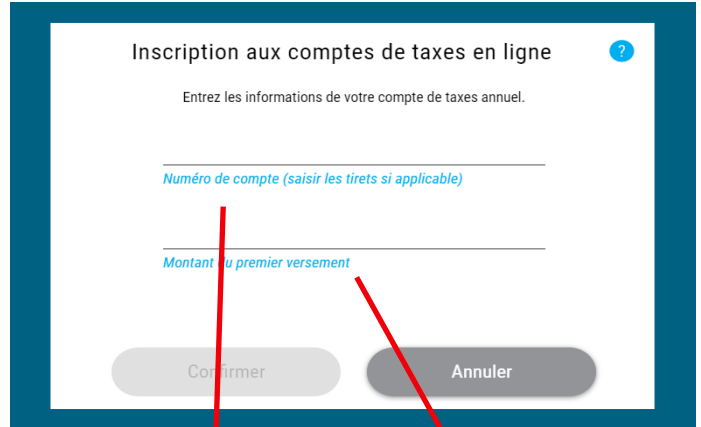 Inscription aux comptes de taxes en ligne
?
Entrez les informations de votre compte de taxes annuel.
Numéro de compte (saisir les tirets si applicable)
Montant du premier versement
Confirmer
Annuler